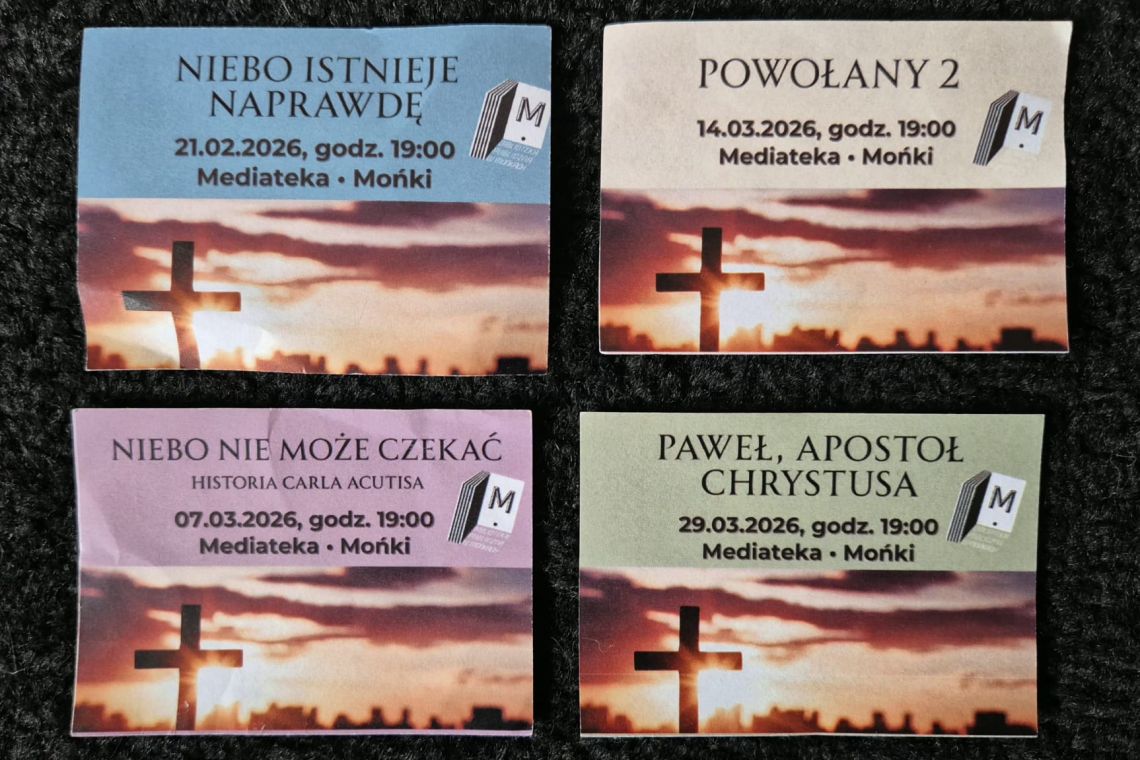 NIEBO ISTNIEJE
NAPRAWDĘ
21.02.2026, godz. 19:00
Mediateka • Mońki
M
POWOŁANY 2
14.03.2026, godz. 19:00
Mediateka • Mońki
M
NIEBO NIE MOŻE CZEKAĆ
HISTORIA CARLA ACUTISA
07.03.2026, godz. 19:00
Mediateka • Mońki
M
PAWEŁ, APOSTOŁ
CHRYSTUSA
29.03.2026, godz. 19:00
Mediateka • Mońki
M